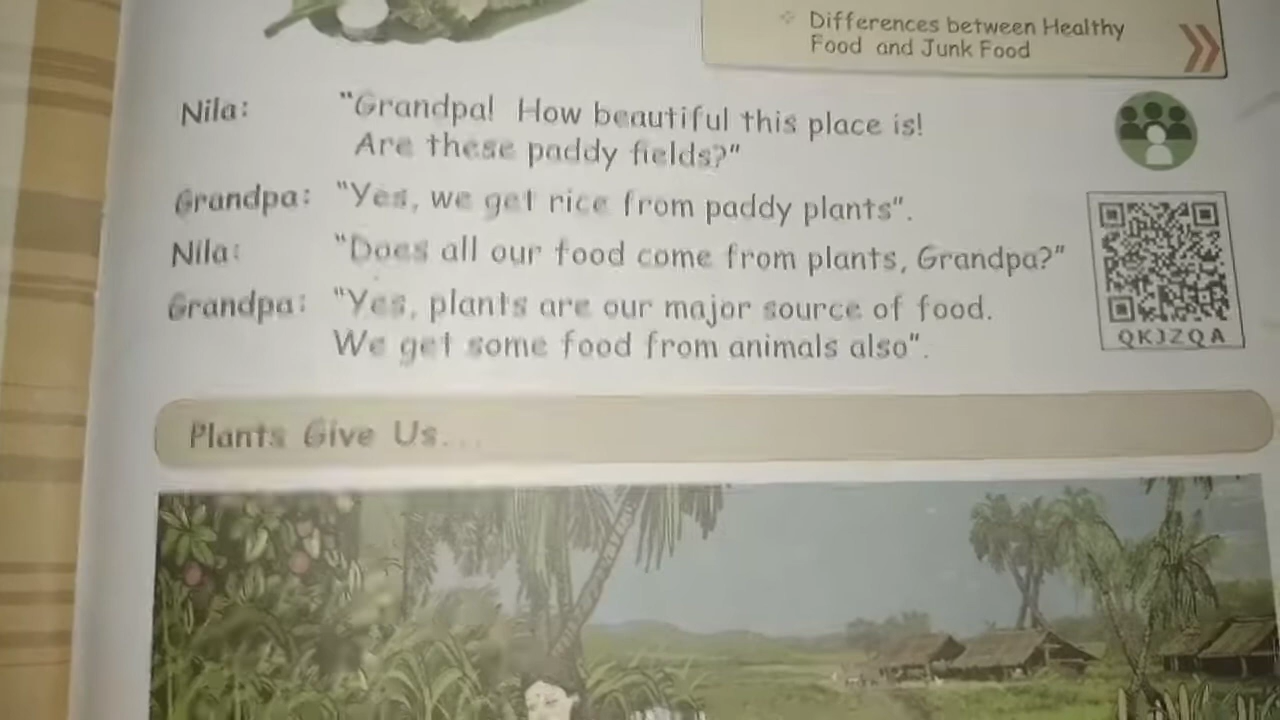 Differences between Healthy
Food and Junk Food
Nila: "Grandpa! How beautiful this place is!
Are these paddy fields?"
Grandpa: "Yes, we get rice from paddy plants".
Nila: "Does all our food come from plants, Grandpa?"
Grandpa: "Yes, plants are our major source of food.
We get some food from animals also".
QKJZQA
Plants Give Us...